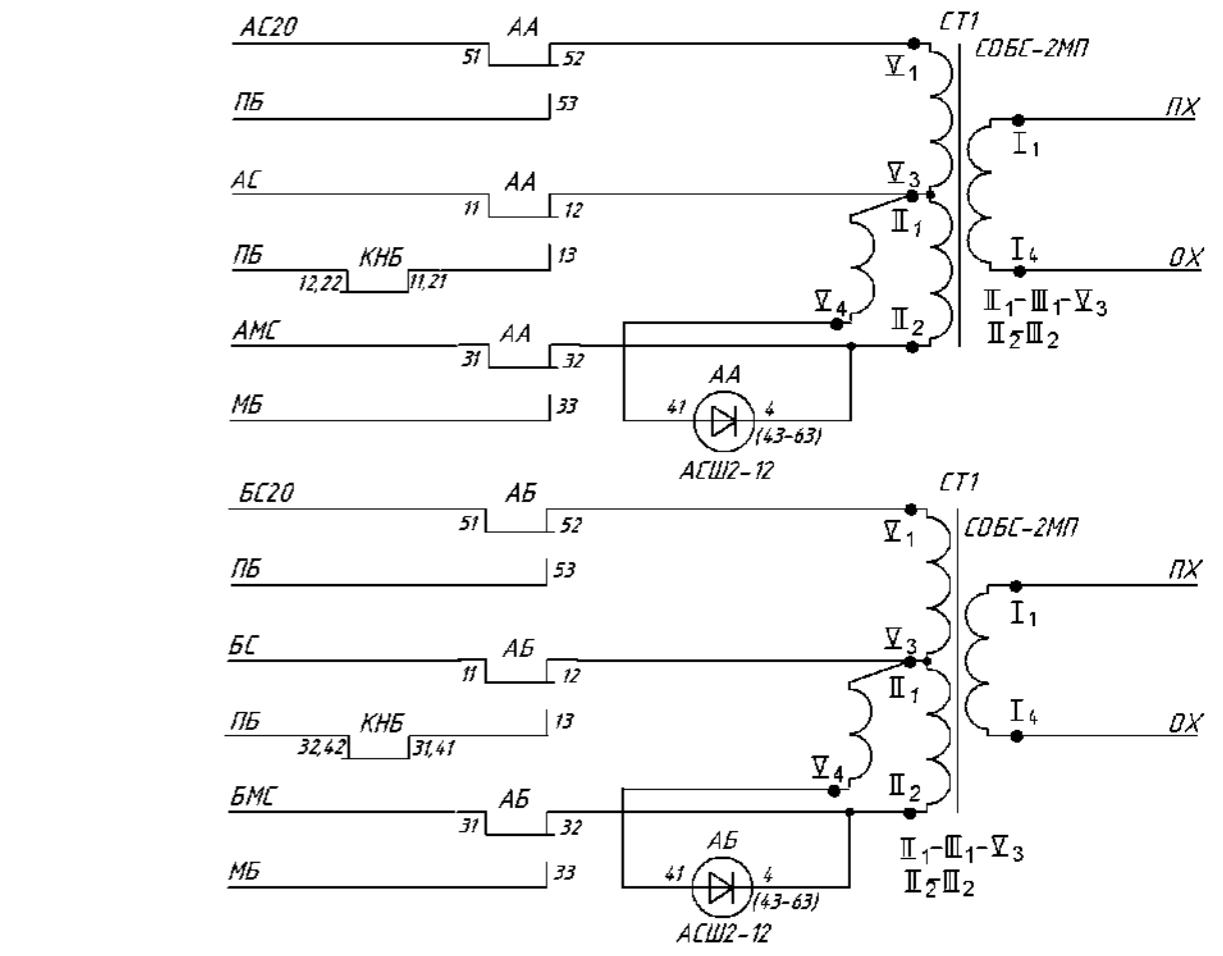 АС20
АА
СТ1
51
52
V1
СОБС-2МП
ПБ
53
ПХ
I1
АС
АА
V3
11
12
II1
ПБ
КНБ
13
12,22
11,21
I4
ОХ
V4
II2
II1-III1-V3
II2-III2
АМС
АА
31
32
МБ
33
АА
41
4
(43-63)
АСШ2-12
БС20
АБ
СТ1
51
52
V1
СОБС-2МП
ПБ
53
ПХ
I1
БС
АБ
V3
11
12
II1
ПБ
КНБ
13
32,42
31,41
I4
ОХ
V4
II2
БМС
АБ
31
32
II1-III1-V3
II2-III2
МБ
33
АБ
41
4
(43-63)
АСШ2-12